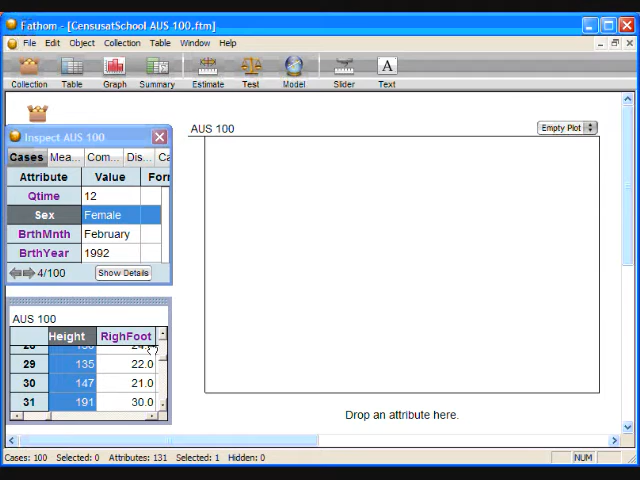 Fathom - [CensusatSchool AUS 100.ftm]
File Edit Object Collection Table Window Help
Collection Table Graph Summary Estimate Test Model Slider Text
AUS 100
Empty Plot
Inspect AUS 100
Cases Mea... Com... Dis... Ca
Attribute Value For
Qtime 12
Sex Female
BrthMnth February
BrthYear 1992
4/100 Show Details
AUS 100
Height RighFoot
29 135 22.0
30 147 21.0
31 191 30.0
Drop an attribute here.
Cases: 100 Selected: 0 Attributes: 131 Selected: 1 Hidden: 0 NUM